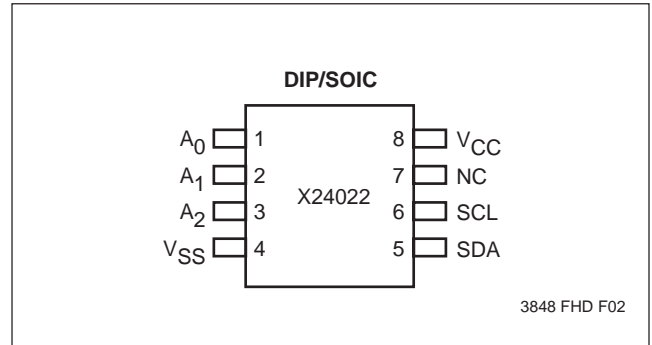 DIP/SOIC
A0 1 8 VCC
A1 2 7 NC
X24022
A2 3 6 SCL
VSS 4 5 SDA
3848 FHD F02